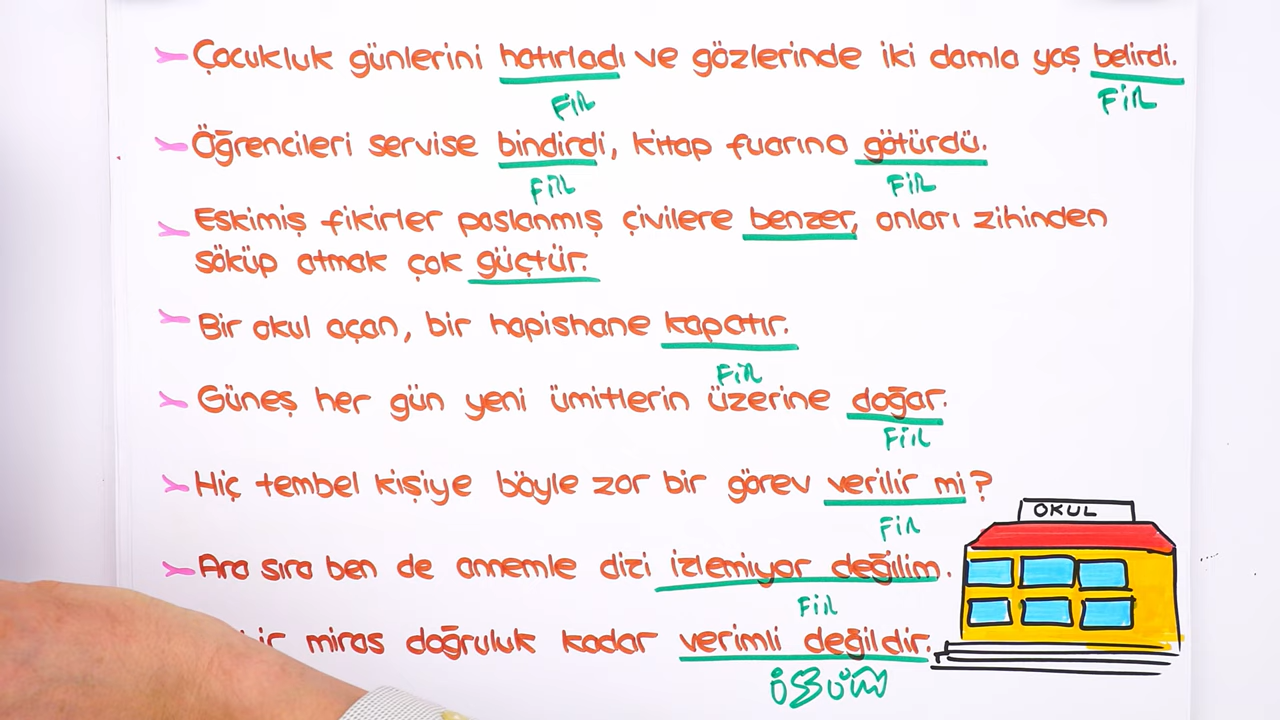 Çocukluk günlerini hatırladı ve gözlerinde iki damla yaş belirdi.
Fiil Fiil
Öğrencileri servise bindirdi, kitap fuarına götürdü.
Fiil Fiil
Eskimiş fikirler paslanmış çivilere benzer, onları zihinden
söküp atmak çok güçtür.
Bir okul açan, bir hapishane kapatır.
Fiil
Güneş her gün yeni ümitlerin üzerine doğar.
Fiil
Hiç tembel kişiye böyle zor bir görev verilir mi?
Fiil
OKUL
Ara sıra ben de annemle dizi izlemiyor değilim.
Fiil
miras doğruluk kadar verimli değildir.